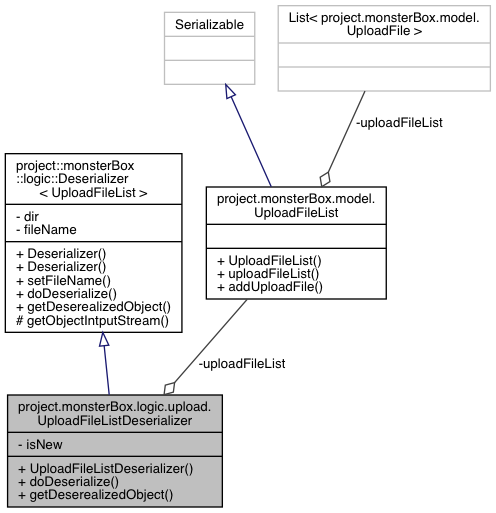 Serializable
List< project.monsterBox.model.
UploadFile >
-uploadFileList
project::monsterBox
::logic::Deserializer
< UploadFileList >
- dir
- fileName
+ Deserializer()
+ Deserializer()
+ setFileName()
+ doDeserialize()
+ getDeserealizedObject()
# getObjectIntputStream()
project.monsterBox.model.
UploadFileList
+ UploadFileList()
+ uploadFileList()
+ addUploadFile()
-uploadFileList
project.monsterBox.logic.upload.
UploadFileListDeserializer
- isNew
+ UploadFileListDeserializer()
+ doDeserialize()
+ getDeserealizedObject()